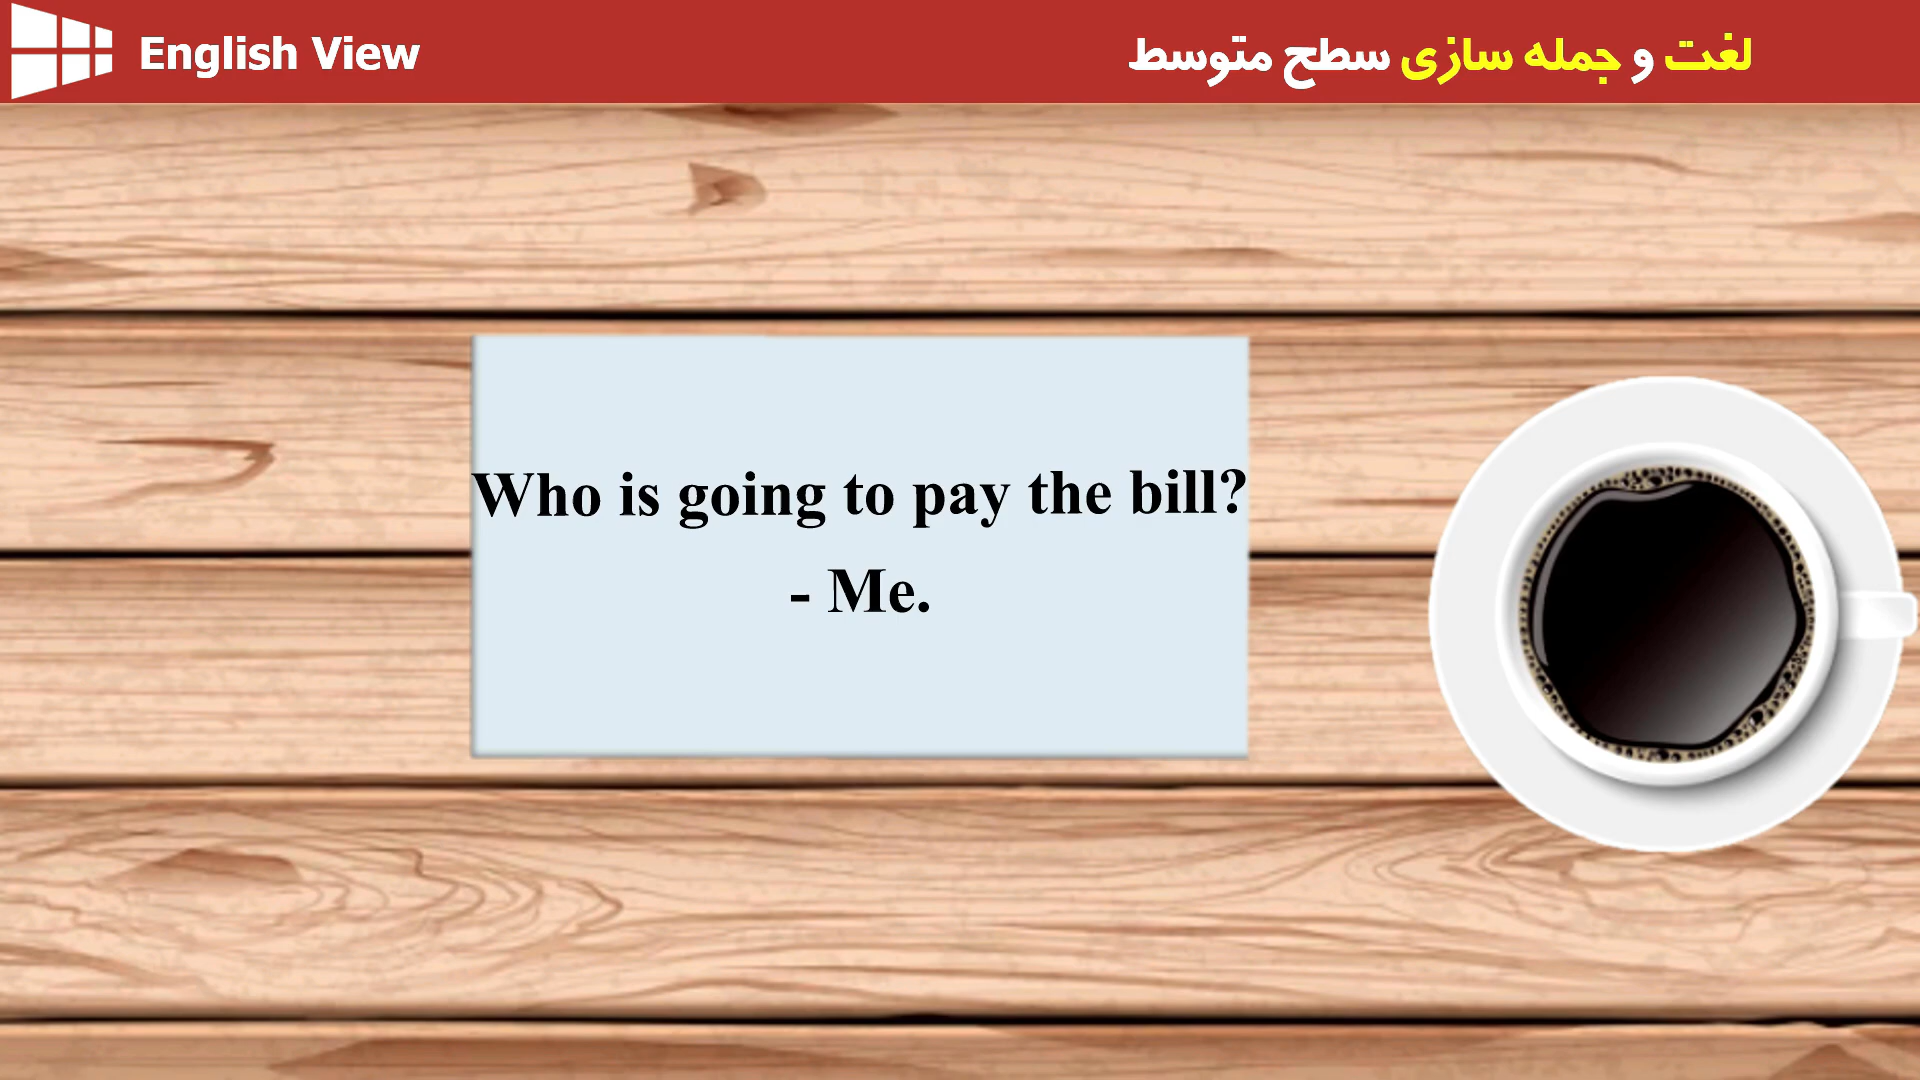 English View
لغت و جمله سازی سطح متوسط
Who is going to pay the bill?
- Me.